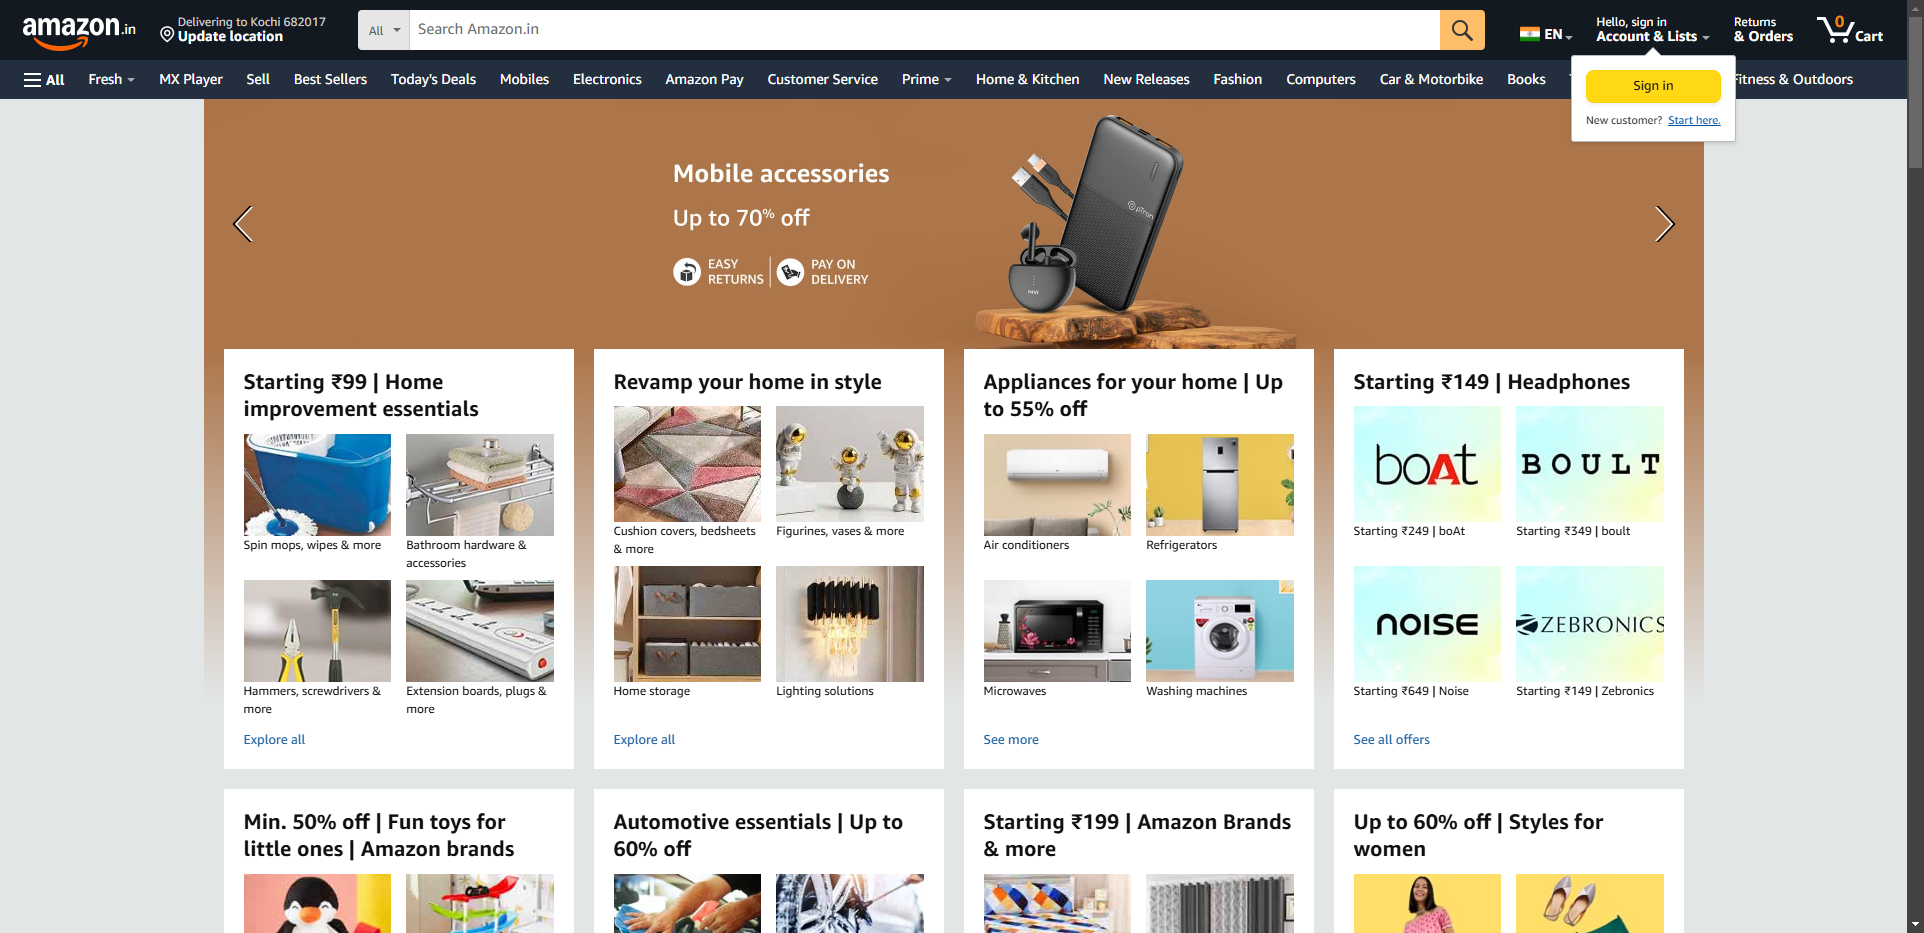 amazon.in
Delivering to Kochi 682017
Update location
All
Search Amazon.in
EN
Hello, sign in
Account & Lists
Returns
& Orders
0
Cart
All
Fresh
MX Player
Sell
Best Sellers
Today's Deals
Mobiles
Electronics
Amazon Pay
Customer Service
Prime
Home & Kitchen
New Releases
Fashion
Computers
Car & Motorbike
Books
Fitness & Outdoors
Sign in
New customer? Start here.
Mobile accessories
Up to 70% off
EASY
RETURNS
PAY ON
DELIVERY
pTron
MIVI
Starting ₹99 | Home
improvement essentials
Spin mops, wipes & more
Bathroom hardware &
accessories
Hammers, screwdrivers &
more
Extension boards, plugs &
more
Explore all
Revamp your home in style
Cushion covers, bedsheets
& more
Figurines, vases & more
Home storage
Lighting solutions
Explore all
Appliances for your home | Up
to 55% off
Air conditioners
Refrigerators
Microwaves
Washing machines
See more
Starting ₹149 | Headphones
boAt
BOULT
Starting ₹249 | boAt
Starting ₹349 | boult
NOISE
ZEBRONICS
Starting ₹649 | Noise
Starting ₹149 | Zebronics
See all offers
Min. 50% off | Fun toys for
little ones | Amazon brands
Automotive essentials | Up to
60% off
Starting ₹199 | Amazon Brands
& more
Up to 60% off | Styles for
women